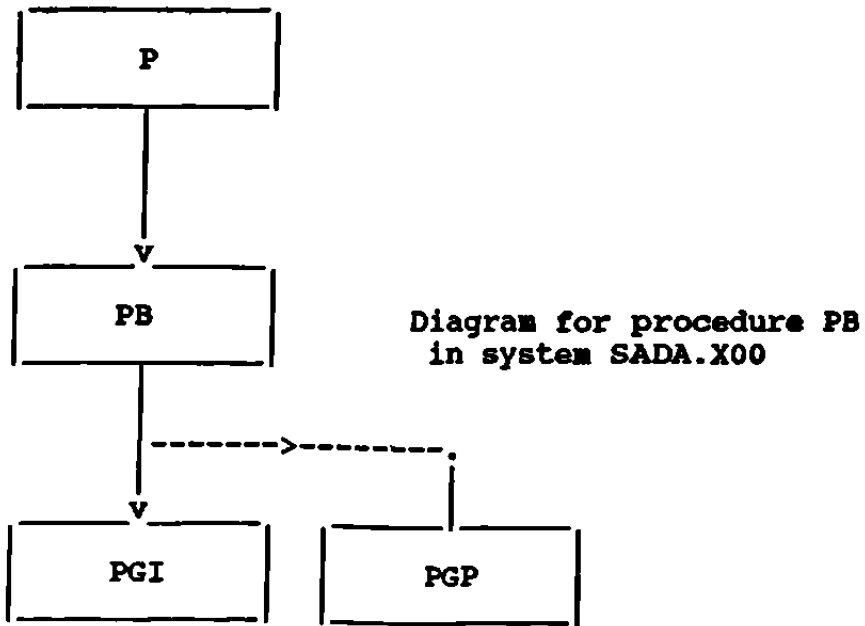 P
PB
Diagram for procedure PB
in system SADA.X00
PGI
PGP